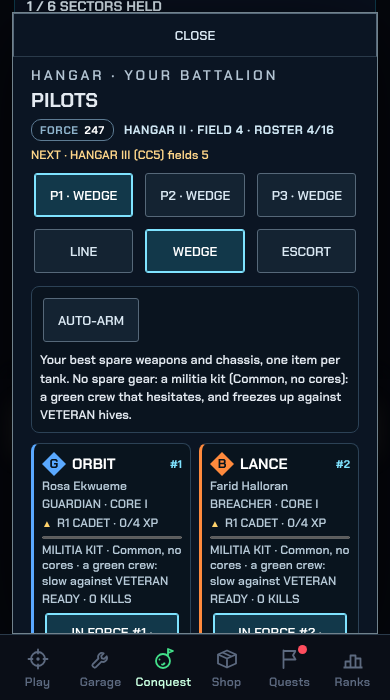 1 / 6 SECTORS HELD
CLOSE
HANGAR · YOUR BATTALION
PILOTS
FORCE 247 HANGAR II · FIELD 4 · ROSTER 4/16
NEXT · HANGAR III (CC5) fields 5
P1 · WEDGE P2 · WEDGE P3 · WEDGE
LINE WEDGE ESCORT
AUTO-ARM
Your best spare weapons and chassis, one item per
tank. No spare gear: a militia kit (Common, no cores):
a green crew that hesitates, and freezes up against
VETERAN hives.
G ORBIT #1
Rosa Ekwueme
GUARDIAN · CORE I
▲ R1 CADET · 0/4 XP
MILITIA KIT · Common, no
cores · a green crew:
slow against VETERAN
READY · 0 KILLS
IN FORCE #1 ·
B LANCE #2
Farid Halloran
BREACHER · CORE I
▲ R1 CADET · 0/4 XP
MILITIA KIT · Common, no
cores · a green crew:
slow against VETERAN
READY · 0 KILLS
IN FORCE #2 ·
Play Garage Conquest Shop Quests Ranks